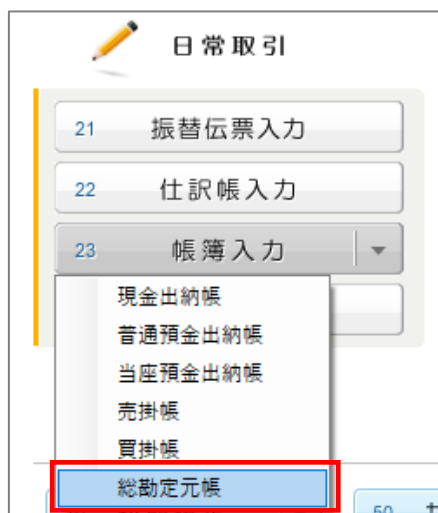 日常取引
21 振替伝票入力
22 仕訳帳入力
23 帳簿入力
現金出納帳
普通預金出納帳
当座預金出納帳
売掛帳
買掛帳
総勘定元帳
50